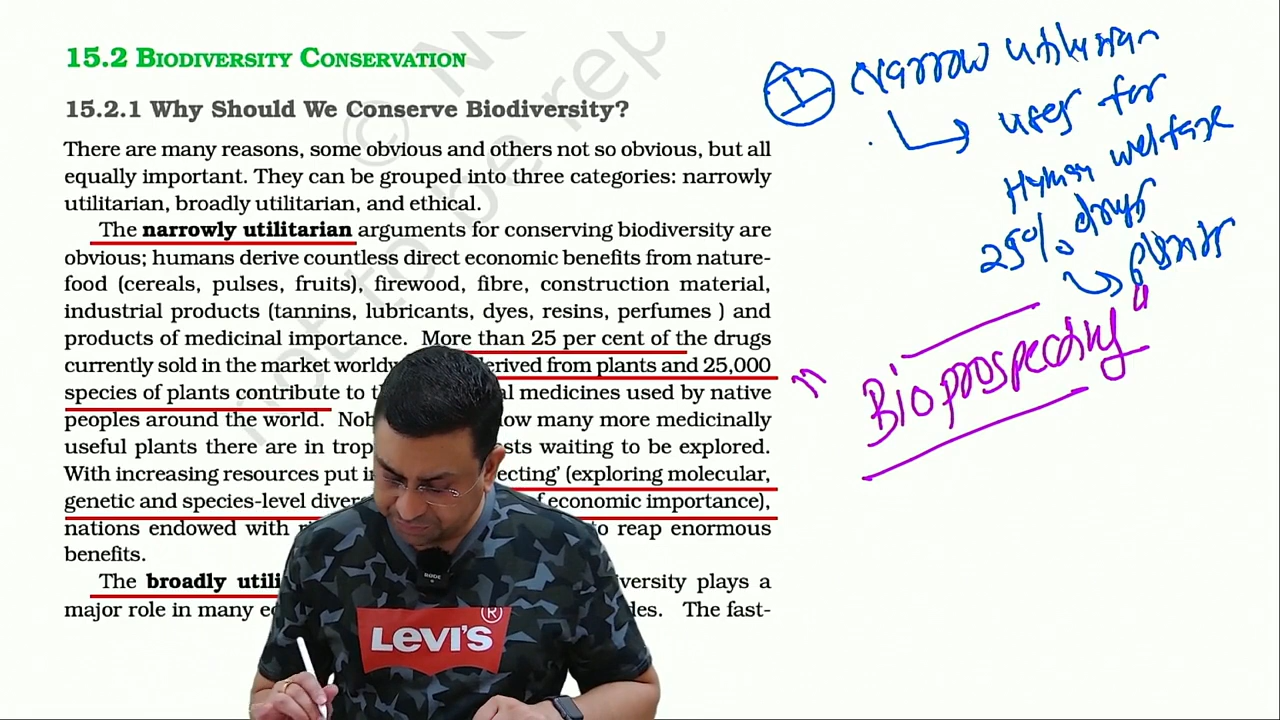 15.2 BIODIVERSITY CONSERVATION
15.2.1 Why Should We Conserve Biodiversity?
There are many reasons, some obvious and others not so obvious, but all
equally important. They can be grouped into three categories: narrowly
utilitarian, broadly utilitarian, and ethical.
The narrowly utilitarian arguments for conserving biodiversity are
obvious; humans derive countless direct economic benefits from nature-
food (cereals, pulses, fruits), firewood, fibre, construction material,
industrial products (tannins, lubricants, dyes, resins, perfumes ) and
products of medicinal importance. More than 25 per cent of the drugs
currently sold in the market worldw erived from plants and 25,000
species of plants contribute to t l medicines used by native
peoples around the world. Nob ow many more medicinally
useful plants there are in trop sts waiting to be explored.
With increasing resources put i ecting' (exploring molecular,
genetic and species-level diver f economic importance),
nations endowed with r to reap enormous
benefits.
The broadly utili versity plays a
major role in many e des. The fast-
I Narrow utilitarian
uses for
Human welfare
25% drugs
plants
"Bioprospecting"
RODE
LEVI'S
®